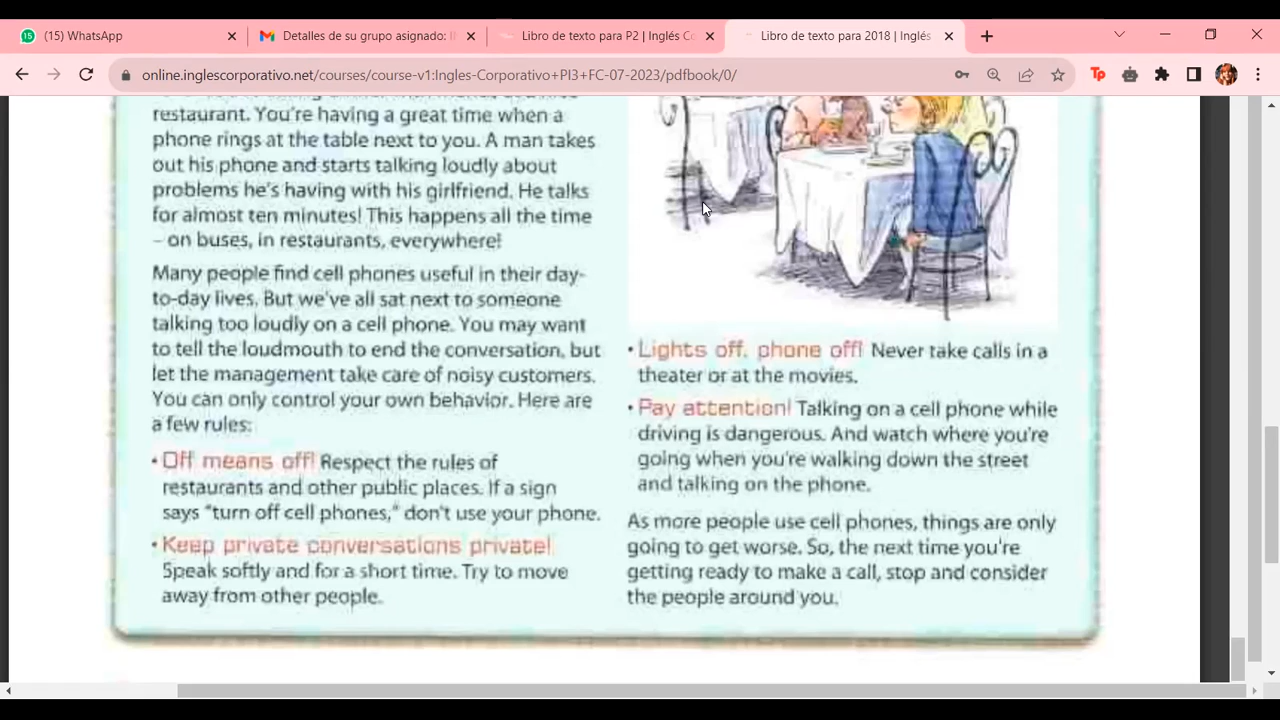 (15) WhatsApp
Detalles de su grupo asignado: I
Libro de texto para P2 | Inglés Co
Libro de texto para 2018 | Inglés
online.inglescorporativo.net/courses/course-v1:Ingles-Corporativo+PI3+FC-07-2023/pdfbook/0/
restaurant. You're having a great time when a
phone rings at the table next to you. A man takes
out his phone and starts talking loudly about
problems he's having with his girlfriend. He talks
for almost ten minutes! This happens all the time
– on buses, in restaurants, everywhere!
Many people find cell phones useful in their day-
to-day lives. But we've all sat next to someone
talking too loudly on a cell phone. You may want
to tell the loudmouth to end the conversation, but
let the management take care of noisy customers.
You can only control your own behavior. Here are
a few rules:
• Off means off! Respect the rules of
restaurants and other public places. If a sign
says "turn off cell phones," don't use your phone.
• Keep private conversations private!
Speak softly and for a short time. Try to move
away from other people.
• Lights off, phone off! Never take calls in a
theater or at the movies.
• Pay attention! Talking on a cell phone while
driving is dangerous. And watch where you're
going when you're walking down the street
and talking on the phone.
As more people use cell phones, things are only
going to get worse. So, the next time you're
getting ready to make a call, stop and consider
the people around you.